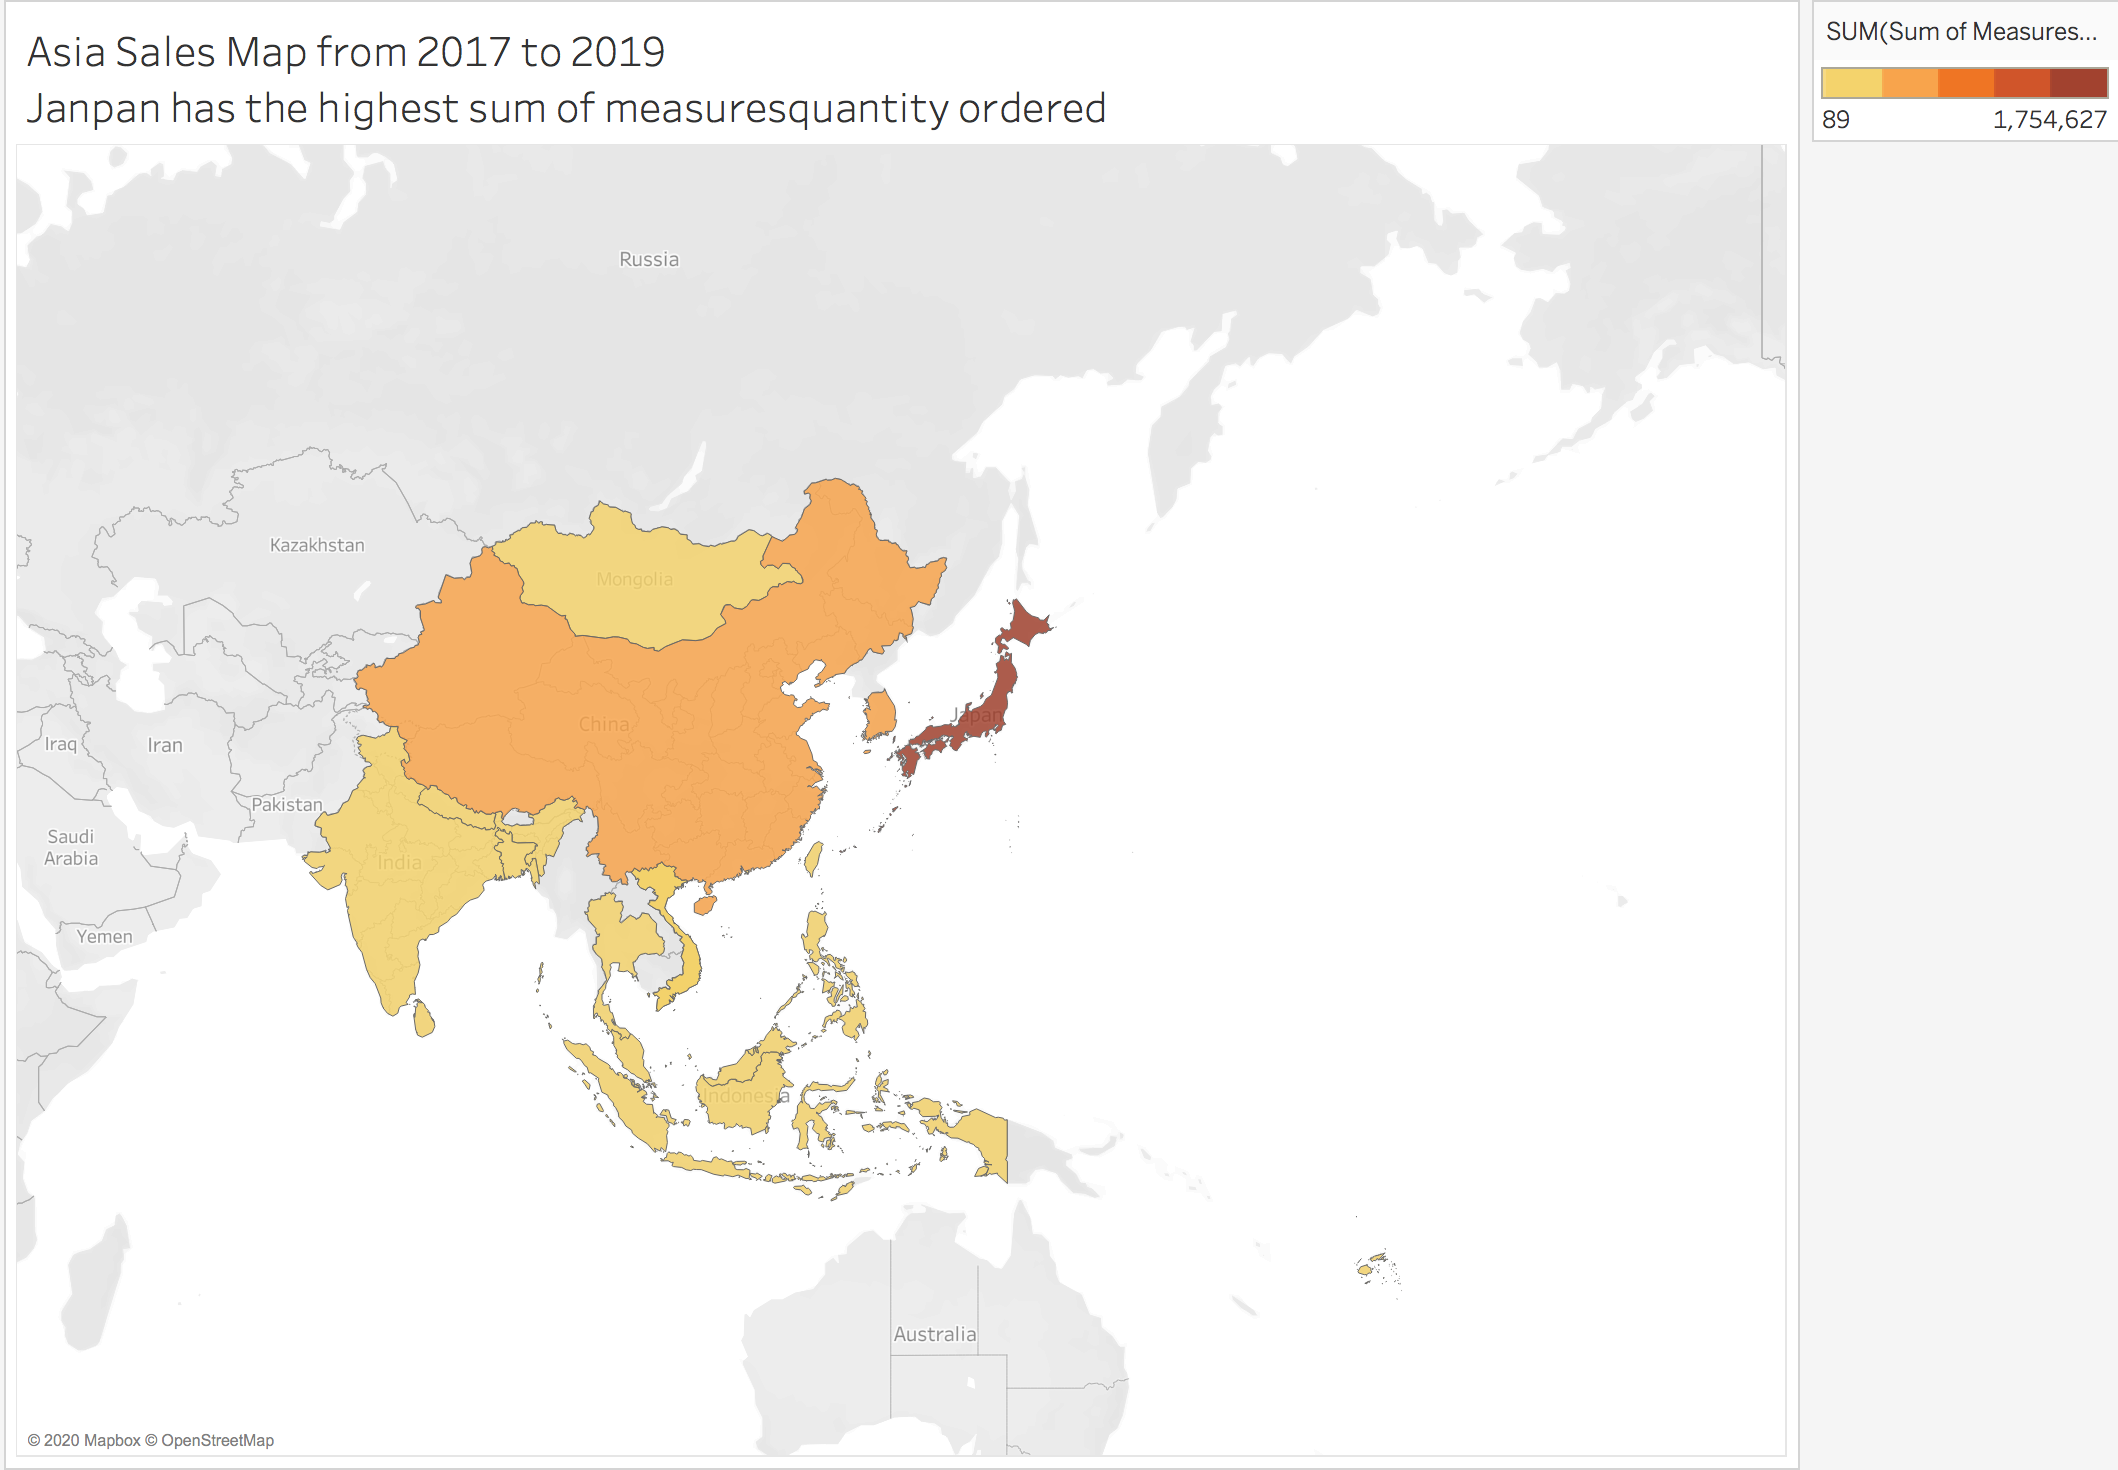 Asia Sales Map from 2017 to 2019
Janpan has the highest sum of measuresquantity ordered
SUM(Sum of Measures...
89
1,754,627
Russia
Kazakhstan
Mongolia
China
Japan
Iraq
Iran
Pakistan
Saudi
Arabia
India
Yemen
Indonesia
Australia
© 2020 Mapbox © OpenStreetMap